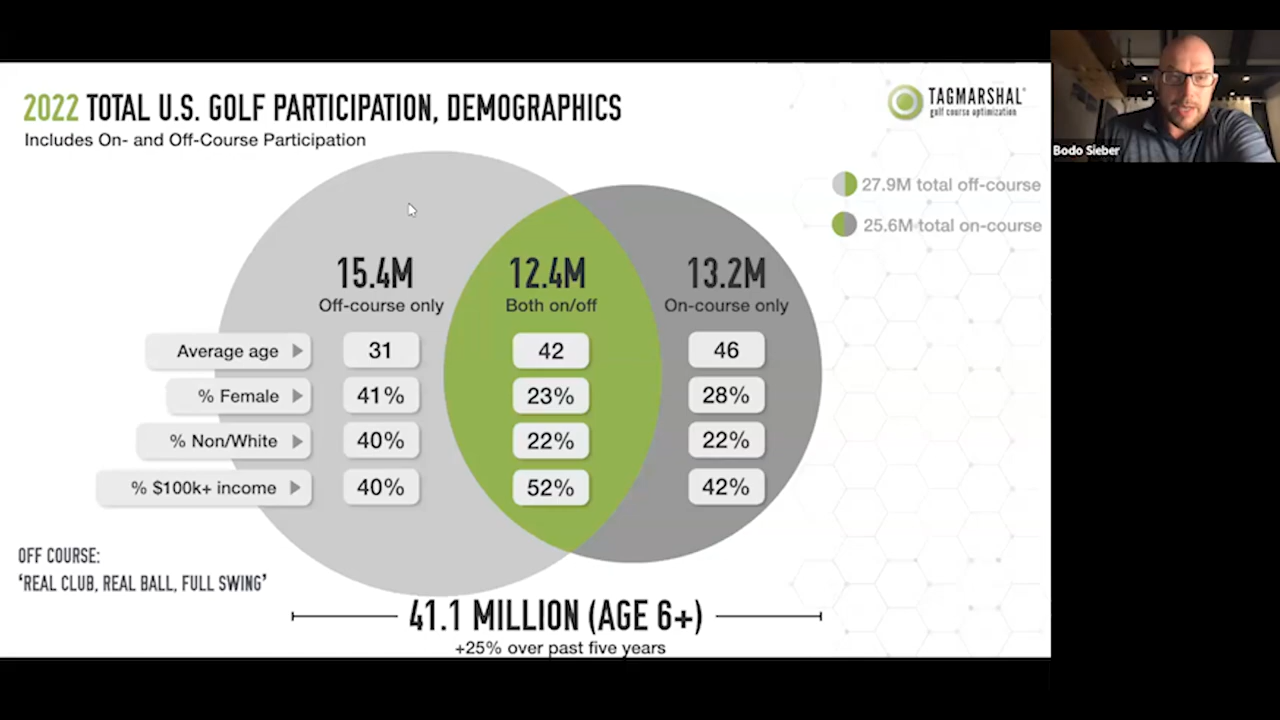 2022 TOTAL U.S. GOLF PARTICIPATION, DEMOGRAPHICS
Includes On- and Off-Course Participation
TAGMARSHAL®
golf course optimization
Bodo Sieber
27.9M total off-course
25.6M total on-course
15.4M 12.4M 13.2M
Off-course only Both on/off On-course only
Average age 31 42 46
% Female 41% 23% 28%
% Non/White 40% 22% 22%
% $100k+ income 40% 52% 42%
OFF COURSE:
‘REAL CLUB, REAL BALL, FULL SWING’
41.1 MILLION (AGE 6+)
+25% over past five years